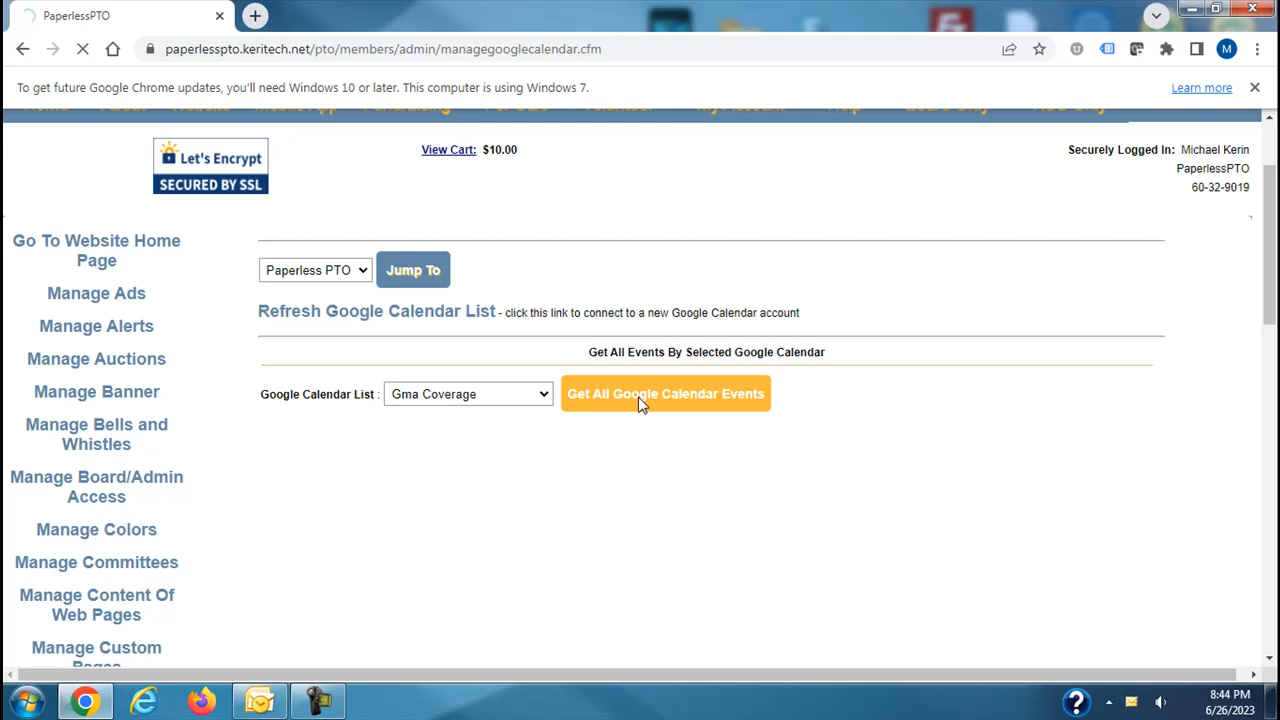 PaperlessPTO
paperlesspto.keritech.net/pto/members/admin/managegooglecalendar.cfm
M
To get future Google Chrome updates, you'll need Windows 10 or later. This computer is using Windows 7.
Learn more
Let's Encrypt
SECURED BY SSL
View Cart: $10.00
Securely Logged In: Michael Kerin
PaperlessPTO
60-32-9019
Go To Website Home
Page
Manage Ads
Manage Alerts
Manage Auctions
Manage Banner
Manage Bells and
Whistles
Manage Board/Admin
Access
Manage Colors
Manage Committees
Manage Content Of
Web Pages
Manage Custom
Pages
Paperless PTO
Jump To
Refresh Google Calendar List - click this link to connect to a new Google Calendar account
Get All Events By Selected Google Calendar
Google Calendar List : Gma Coverage Get All Google Calendar Events
8:44 PM
6/26/2023